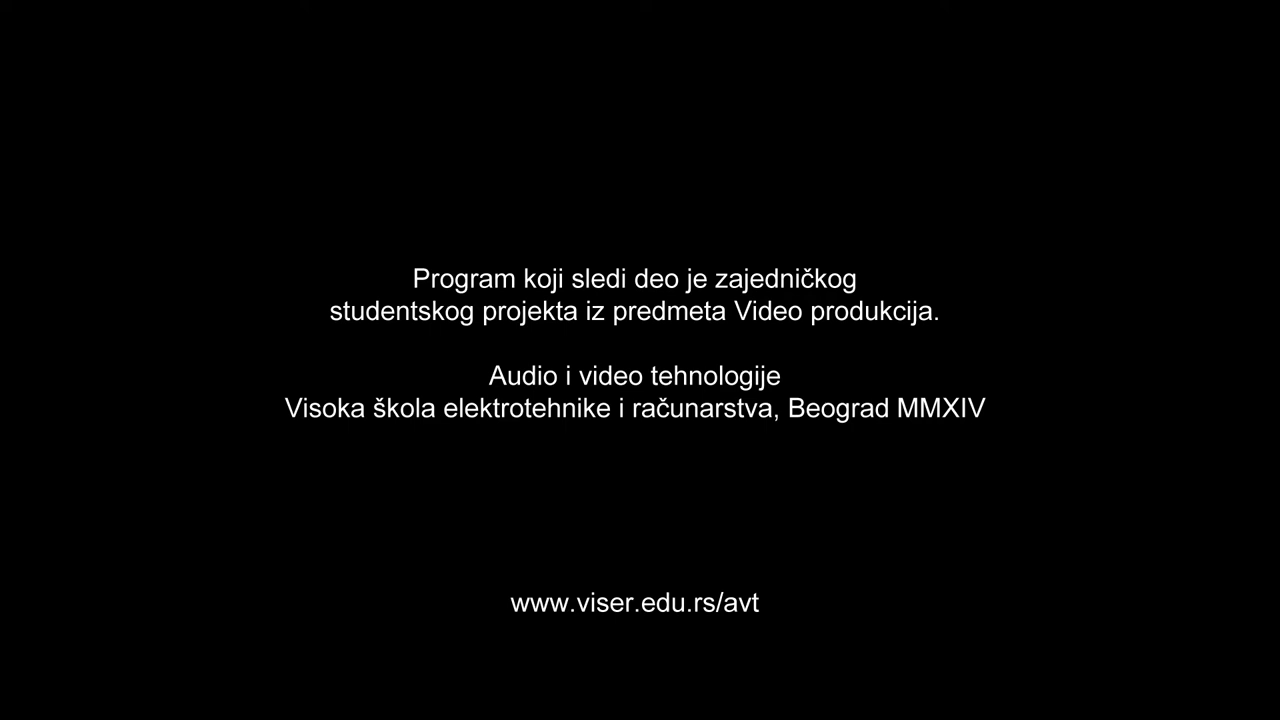 Program koji sledi deo je zajedničkog
studentskog projekta iz predmeta Video produkcija.
Audio i video tehnologije
Visoka škola elektrotehnike i računarstva, Beograd MMXIV
www.viser.edu.rs/avt